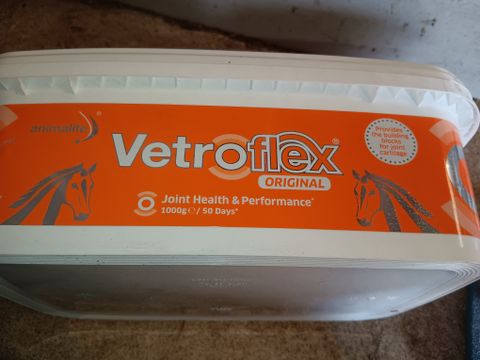 animalife
Vetroflex®
ORIGINAL
Joint Health & Performance*
1000g ℮ / 50 Days*
Provides the building
blocks
for joint
cartilage